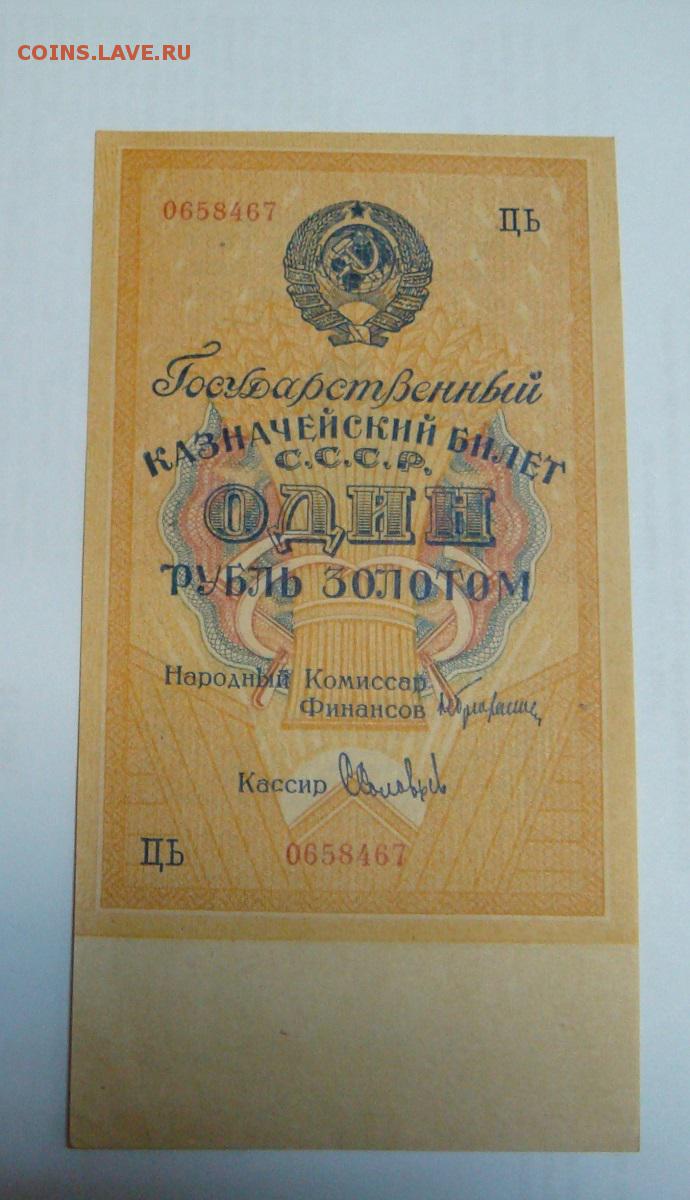 COINS.LAVE.RU
0658467 ЦЬ
Государственный
КАЗНАЧЕЙСКИЙ БИЛЕТ
С.С.С.Р.
ОДИН
РУБЛЬ ЗОЛОТОМ
Народный Комиссар
Финансов
Кассир
ЦЬ 0658467